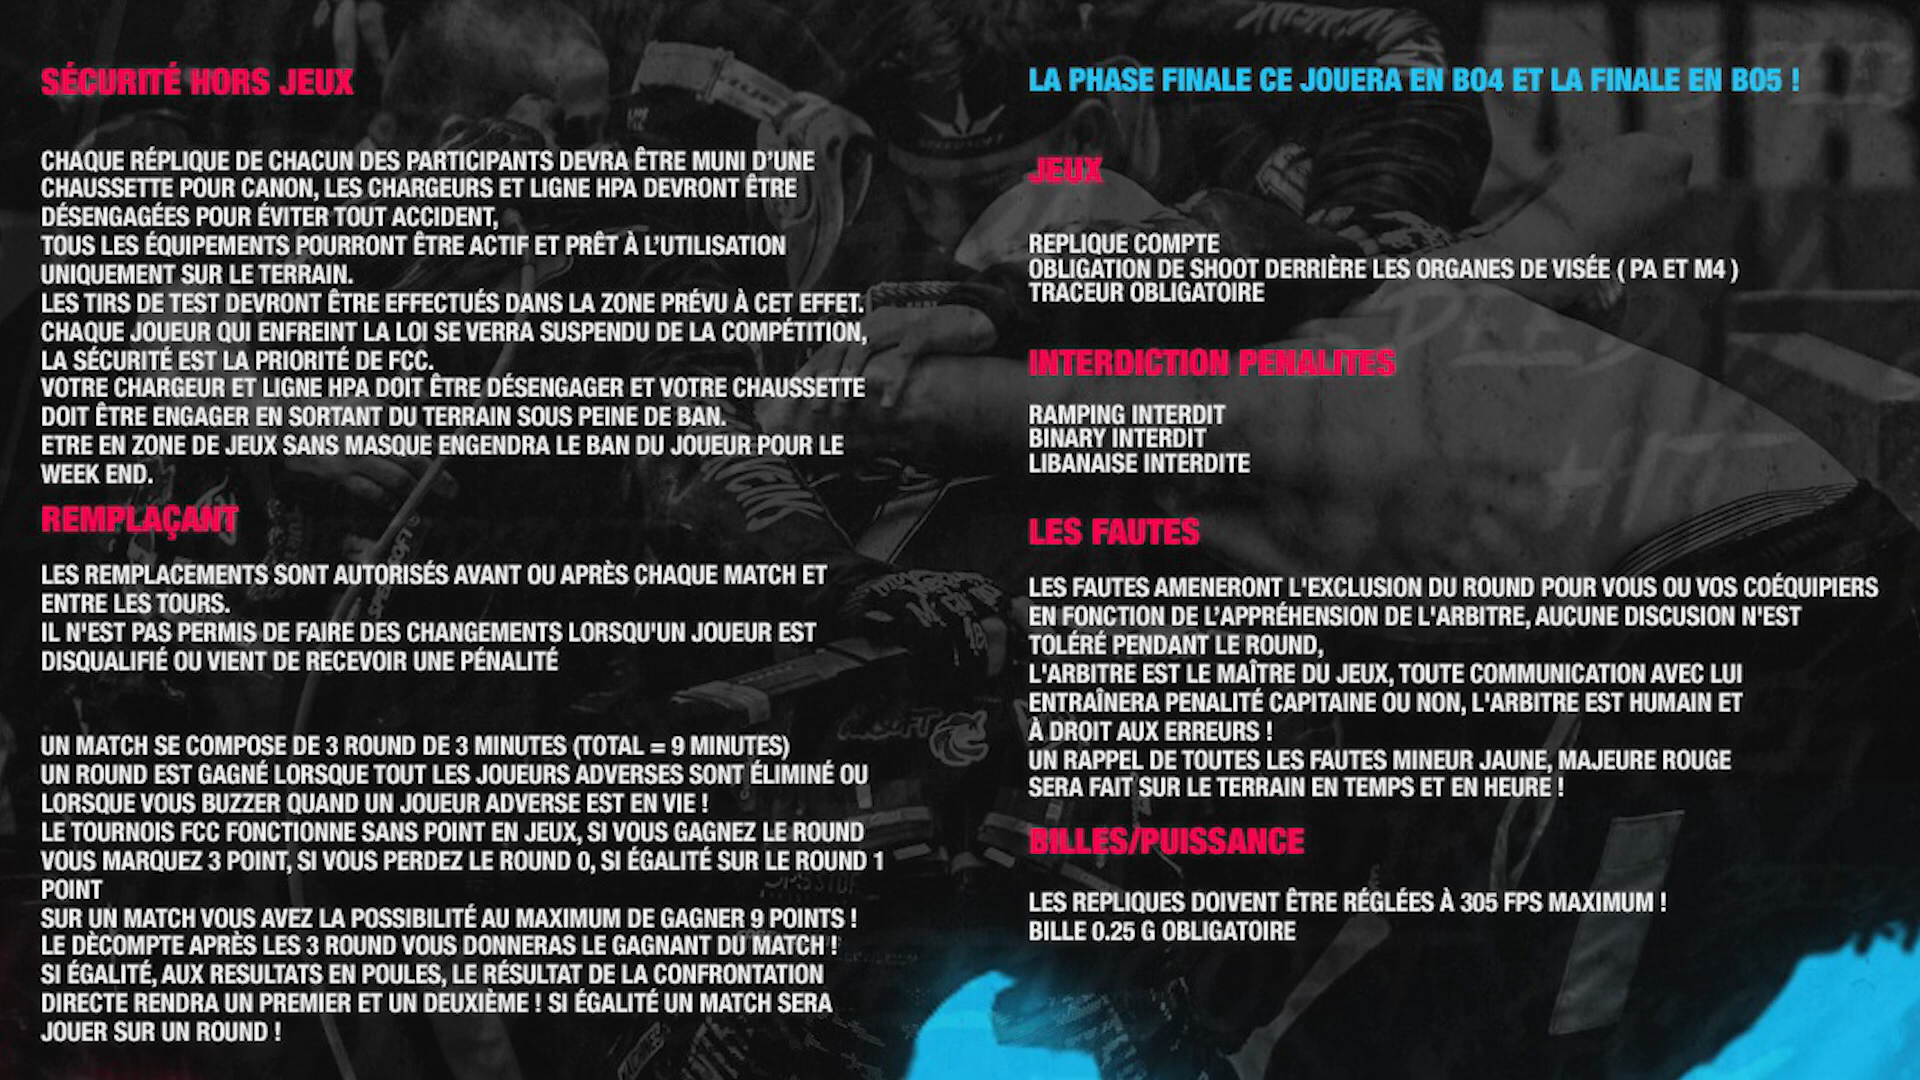 SÉCURITÉ HORS JEUX
CHAQUE RÉPLIQUE DE CHACUN DES PARTICIPANTS DEVRA ÊTRE MUNI D'UNE
CHAUSSETTE POUR CANON, LES CHARGEURS ET LIGNE HPA DEVRONT ÊTRE
DÉSENGAGÉES POUR ÉVITER TOUT ACCIDENT,
TOUS LES ÉQUIPEMENTS POURRONT ÊTRE ACTIF ET PRÊT À L'UTILISATION
UNIQUEMENT SUR LE TERRAIN.
LES TIRS DE TEST DEVRONT ÊTRE EFFECTUÉS DANS LA ZONE PRÉVU À CET EFFET.
CHAQUE JOUEUR QUI ENFREINT LA LOI SE VERRA SUSPENDU DE LA COMPÉTITION,
LA SÉCURITÉ EST LA PRIORITÉ DE FCC.
VOTRE CHARGEUR ET LIGNE HPA DOIT ÊTRE DÉSENGAGER ET VOTRE CHAUSSETTE
DOIT ÊTRE ENGAGER EN SORTANT DU TERRAIN SOUS PEINE DE BAN.
ETRE EN ZONE DE JEUX SANS MASQUE ENGENDRA LE BAN DU JOUEUR POUR LE
WEEK END.
REMPLAÇANT
LES REMPLACEMENTS SONT AUTORISÉS AVANT OU APRÈS CHAQUE MATCH ET
ENTRE LES TOURS.
IL N'EST PAS PERMIS DE FAIRE DES CHANGEMENTS LORSQU'UN JOUEUR EST
DISQUALIFIÉ OU VIENT DE RECEVOIR UNE PÉNALITÉ
UN MATCH SE COMPOSE DE 3 ROUND DE 3 MINUTES (TOTAL = 9 MINUTES)
UN ROUND EST GAGNÉ LORSQUE TOUT LES JOUEURS ADVERSES SONT ÉLIMINÉ OU
LORSQUE VOUS BUZZER QUAND UN JOUEUR ADVERSE EST EN VIE !
LE TOURNOIS FCC FONCTIONNE SANS POINT EN JEUX, SI VOUS GAGNEZ LE ROUND
VOUS MARQUEZ 3 POINT, SI VOUS PERDEZ LE ROUND 0, SI ÉGALITÉ SUR LE ROUND 1
POINT
SUR UN MATCH VOUS AVEZ LA POSSIBILITÉ AU MAXIMUM DE GAGNER 9 POINTS !
LE DÈCOMPTE APRÈS LES 3 ROUND VOUS DONNERAS LE GAGNANT DU MATCH !
SI ÉGALITÉ, AUX RESULTATS EN POULES, LE RÉSULTAT DE LA CONFRONTATION
DIRECTE RENDRA UN PREMIER ET UN DEUXIÈME ! SI ÉGALITÉ UN MATCH SERA
JOUER SUR UN ROUND !
LA PHASE FINALE CE JOUERA EN BO4 ET LA FINALE EN BO5 !
JEUX
REPLIQUE COMPTE
OBLIGATION DE SHOOT DERRIÈRE LES ORGANES DE VISÉE ( PA ET M4 )
TRACEUR OBLIGATOIRE
INTERDICTION PENALITES
RAMPING INTERDIT
BINARY INTERDIT
LIBANAISE INTERDITE
LES FAUTES
LES FAUTES AMENERONT L'EXCLUSION DU ROUND POUR VOUS OU VOS COÉQUIPIERS
EN FONCTION DE L'APPRÉHENSION DE L'ARBITRE, AUCUNE DISCUSION N'EST
TOLÉRÉ PENDANT LE ROUND,
L'ARBITRE EST LE MAÎTRE DU JEUX, TOUTE COMMUNICATION AVEC LUI
ENTRAÎNERA PENALITÉ CAPITAINE OU NON, L'ARBITRE EST HUMAIN ET
À DROIT AUX ERREURS !
UN RAPPEL DE TOUTES LES FAUTES MINEUR JAUNE, MAJEURE ROUGE
SERA FAIT SUR LE TERRAIN EN TEMPS ET EN HEURE !
BILLES/PUISSANCE
LES REPLIQUES DOIVENT ÊTRE RÉGLÉES À 305 FPS MAXIMUM !
BILLE 0.25 G OBLIGATOIRE